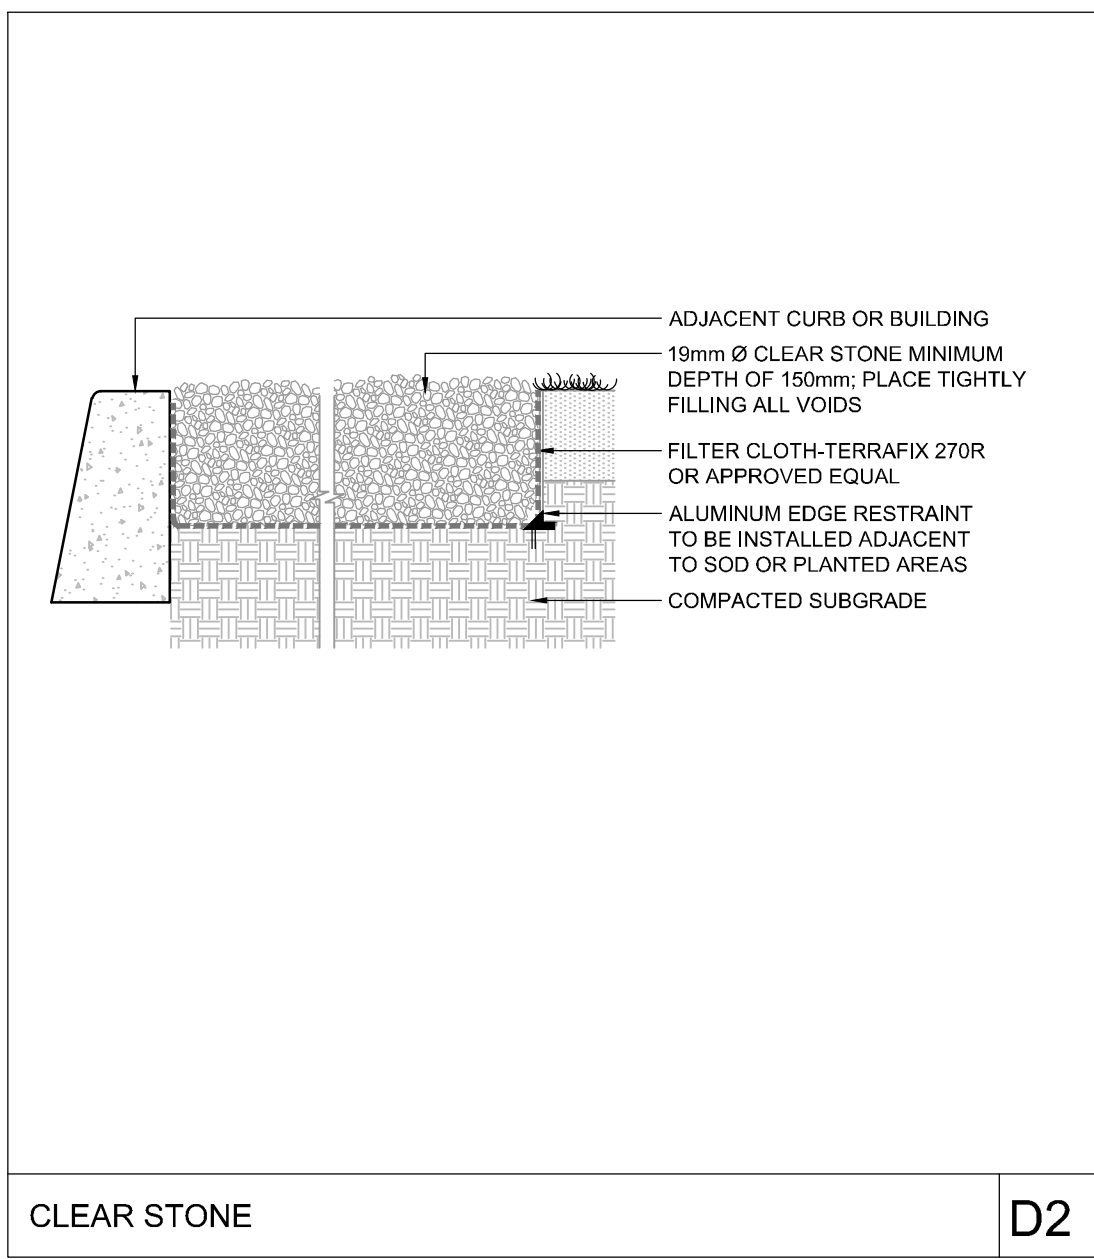 ADJACENT CURB OR BUILDING
19mm Ø CLEAR STONE MINIMUM
DEPTH OF 150mm; PLACE TIGHTLY
FILLING ALL VOIDS
FILTER CLOTH-TERRAFIX 270R
OR APPROVED EQUAL
ALUMINUM EDGE RESTRAINT
TO BE INSTALLED ADJACENT
TO SOD OR PLANTED AREAS
COMPACTED SUBGRADE
CLEAR STONE
D2